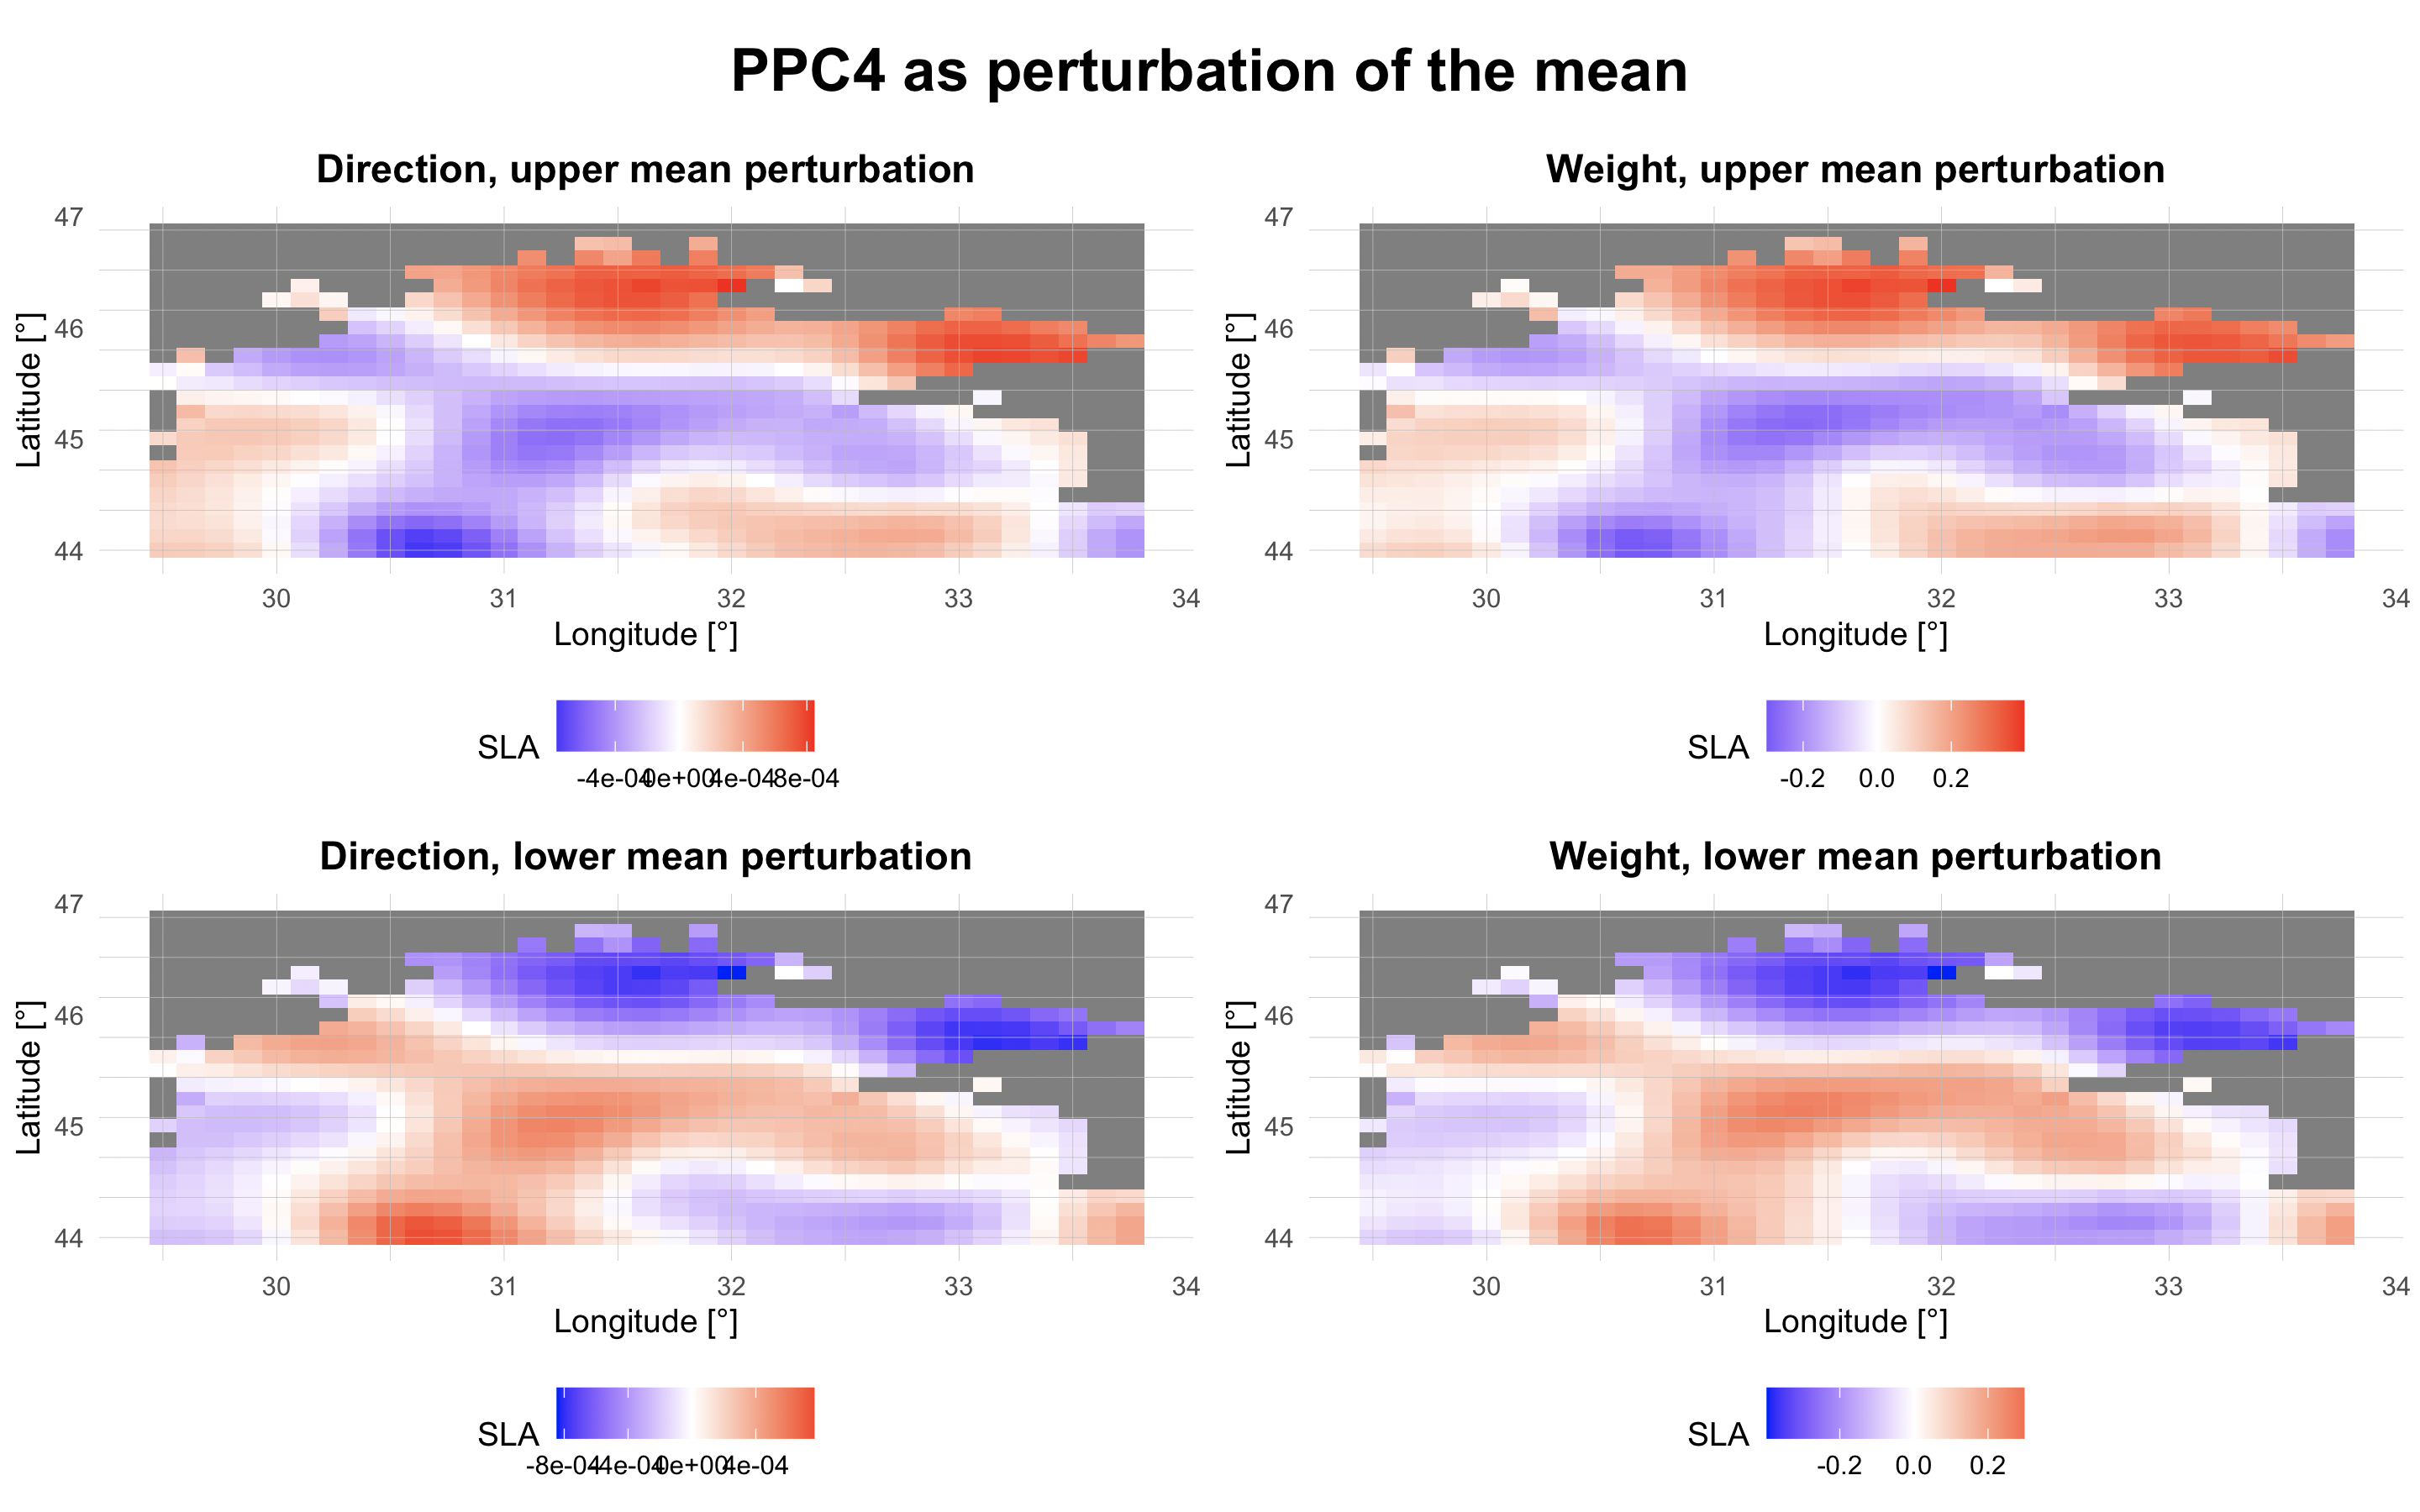 PPC4 as perturbation of the mean
Direction, upper mean perturbation
47
46
45
44
Latitude [°]
30 31 32 33 34
Longitude [°]
SLA
-4e-04 0e+00 4e-04 8e-04
Weight, upper mean perturbation
47
46
45
44
Latitude [°]
30 31 32 33 34
Longitude [°]
SLA
-0.2 0.0 0.2
Direction, lower mean perturbation
47
46
45
44
Latitude [°]
30 31 32 33 34
Longitude [°]
SLA
-8e-04 -4e-04 0e+00 4e-04
Weight, lower mean perturbation
47
46
45
44
Latitude [°]
30 31 32 33 34
Longitude [°]
SLA
-0.2 0.0 0.2